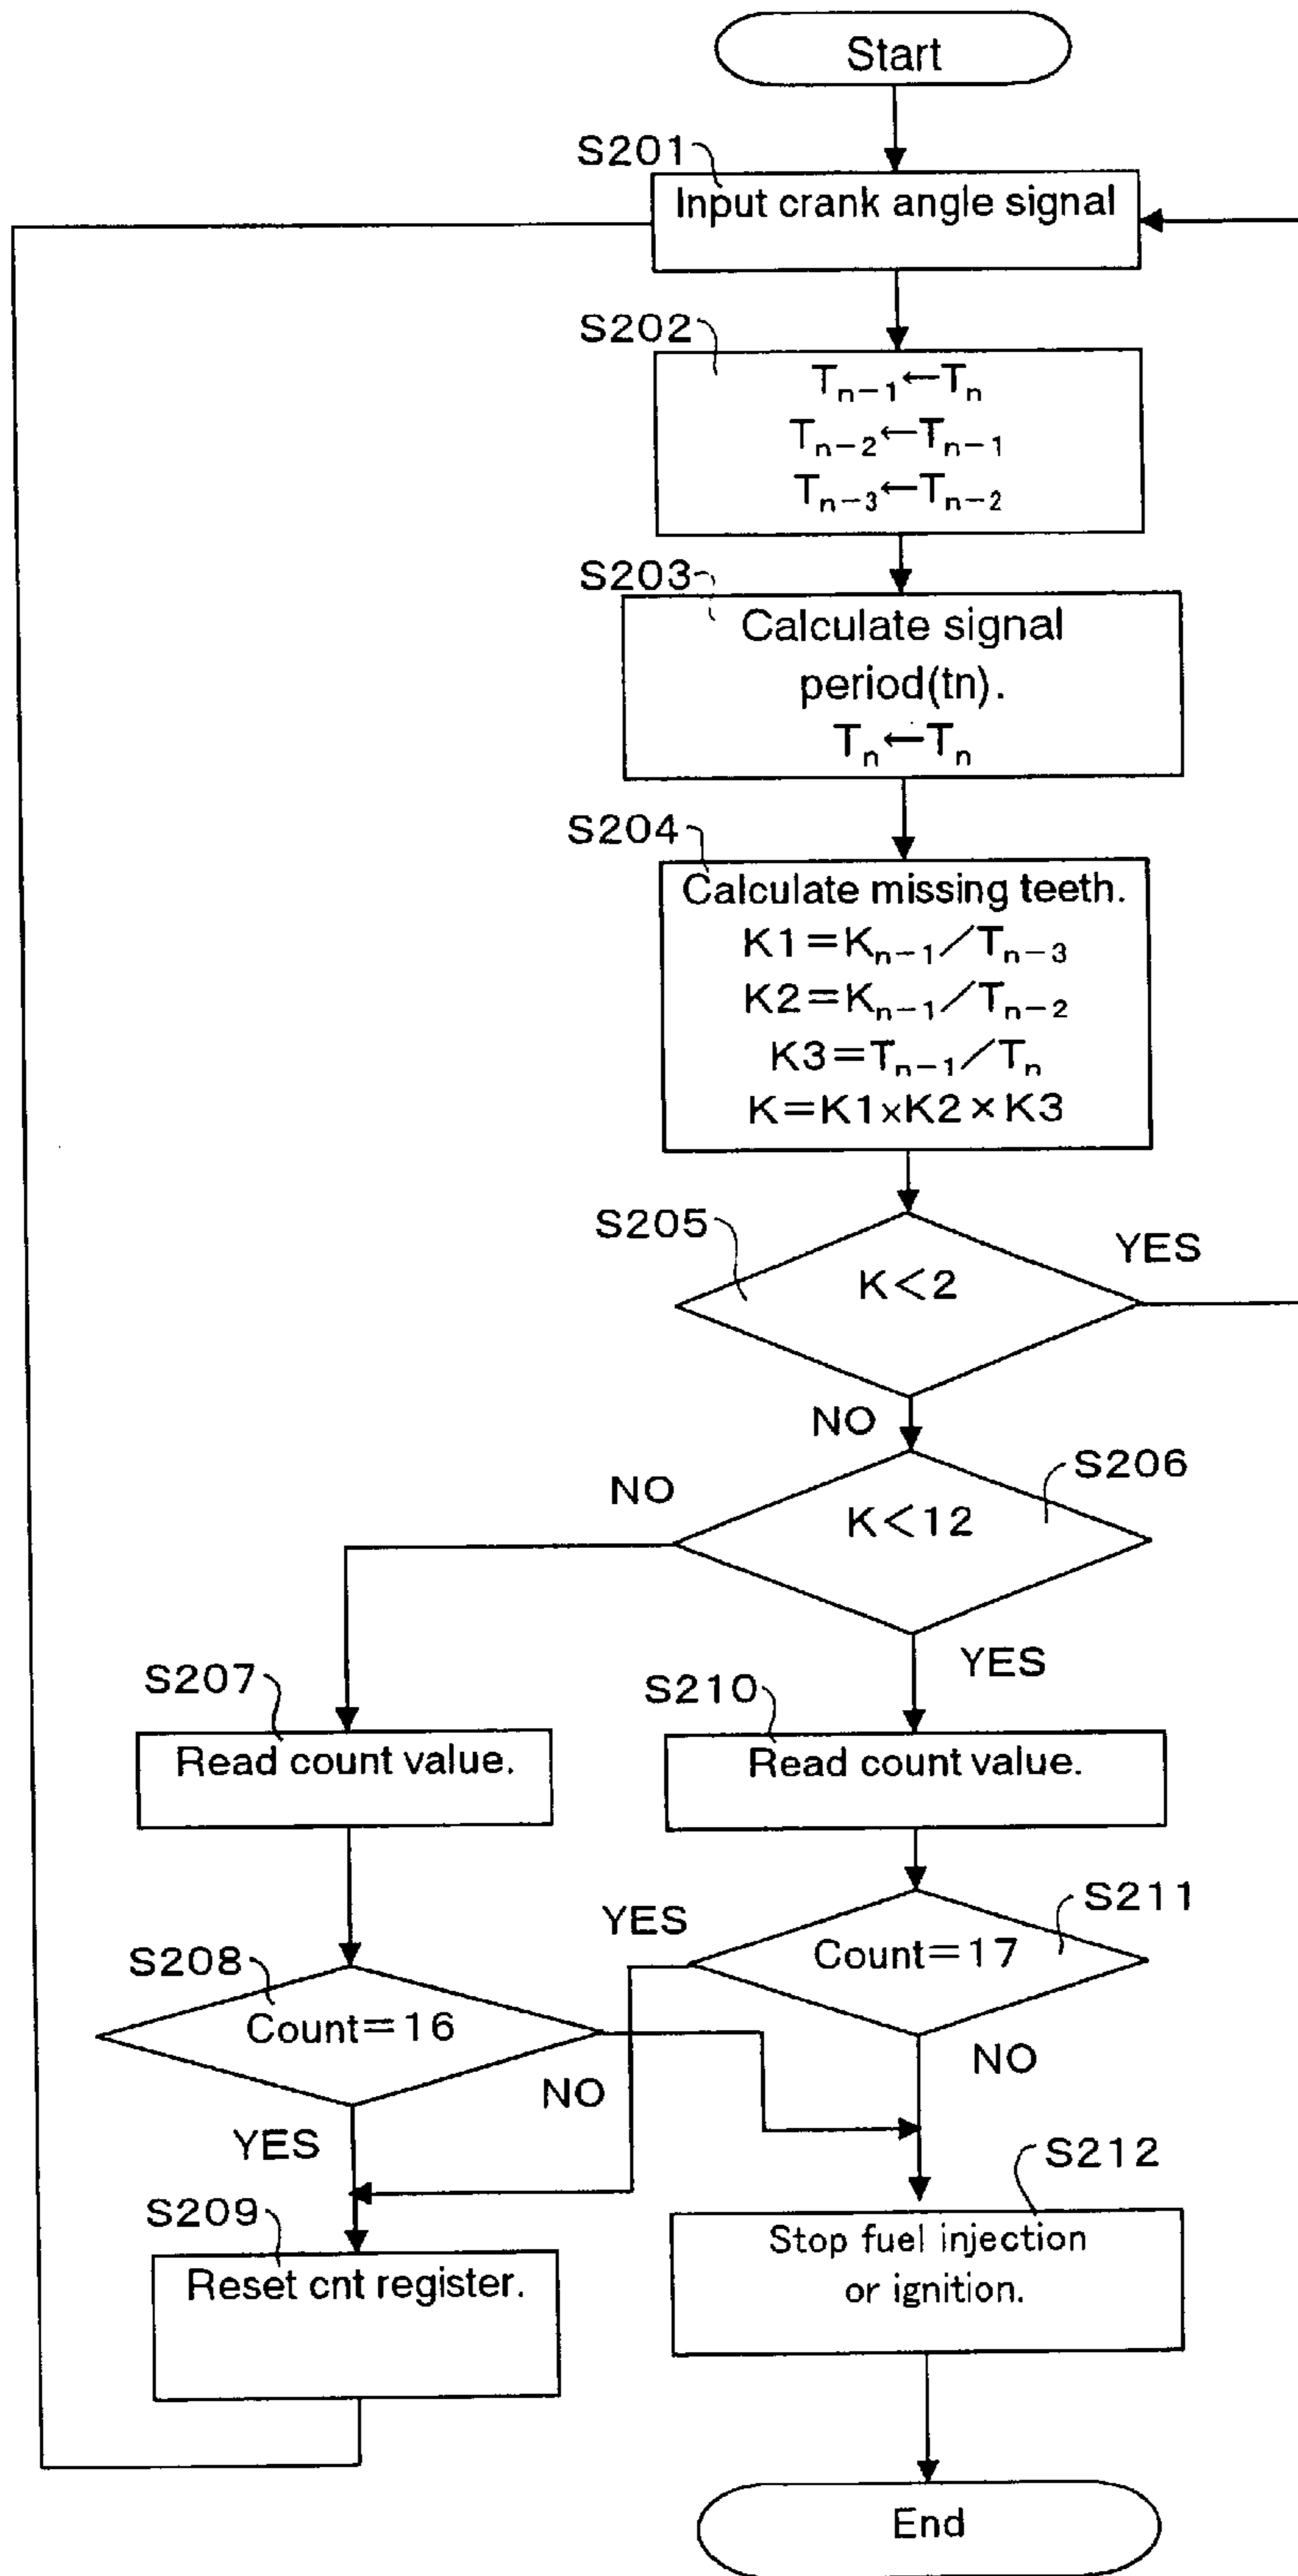 Start
S201
Input crank angle signal
S202
Tn-1←Tn
Tn-2←Tn-1
Tn-3←Tn-2
S203
Calculate signal
period(tn).
Tn←Tn
S204
Calculate missing teeth.
K1=Kn-1/Tn-3
K2=Kn-1/Tn-2
K3=Tn-1/Tn
K=K1×K2×K3
S205
YES
K<2
NO
S206
NO
K<12
YES
S207
S210
Read count value.
Read count value.
S211
YES
Count=17
S208
Count=16
NO
NO
YES
S212
S209
Stop fuel injection
or ignition.
Reset cnt register.
End